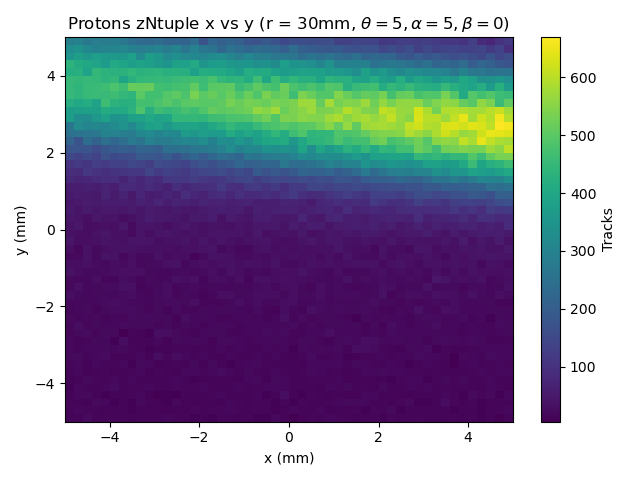 Protons zNtuple x vs y (r = 30mm, θ = 5, α = 5, β = 0)
4
2
0
−2
−4
y (mm)
−4 −2 0 2 4
x (mm)
600
500
400
300
200
100
Tracks